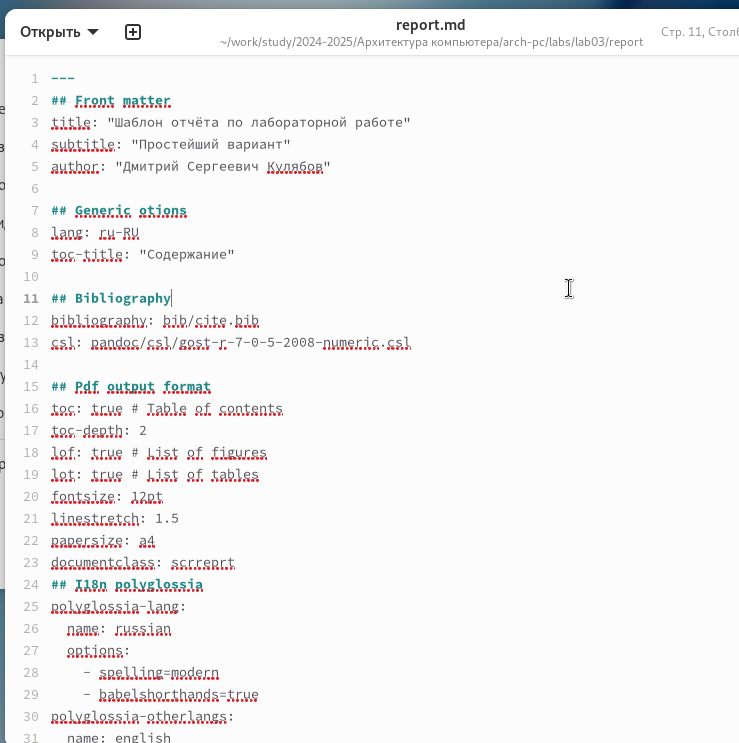 Открыть
report.md
~/work/study/2024-2025/Архитектура компьютера/arch-pc/labs/lab03/report
Стр. 11,
1 ---
2 ## Front matter
3 title: "Шаблон отчёта по лабораторной работе"
4 subtitle: "Простейший вариант"
5 author: "Дмитрий Сергеевич Кулябов"
6
7 ## Generic otions
8 lang: ru-RU
9 toc-title: "Содержание"
10
11 ## Bibliography
12 bibliography: bib/cite.bib
13 csl: pandoc/csl/gost-r-7-0-5-2008-numeric.csl
14
15 ## Pdf output format
16 toc: true # Table of contents
17 toc-depth: 2
18 lof: true # List of figures
19 lot: true # List of tables
20 fontsize: 12pt
21 linestretch: 1.5
22 papersize: a4
23 documentclass: scrreprt
24 ## I18n polyglossia
25 polyglossia-lang:
26   name: russian
27   options:
28     - spelling=modern
29     - babelshorthands=true
30 polyglossia-otherlangs:
31   name: english